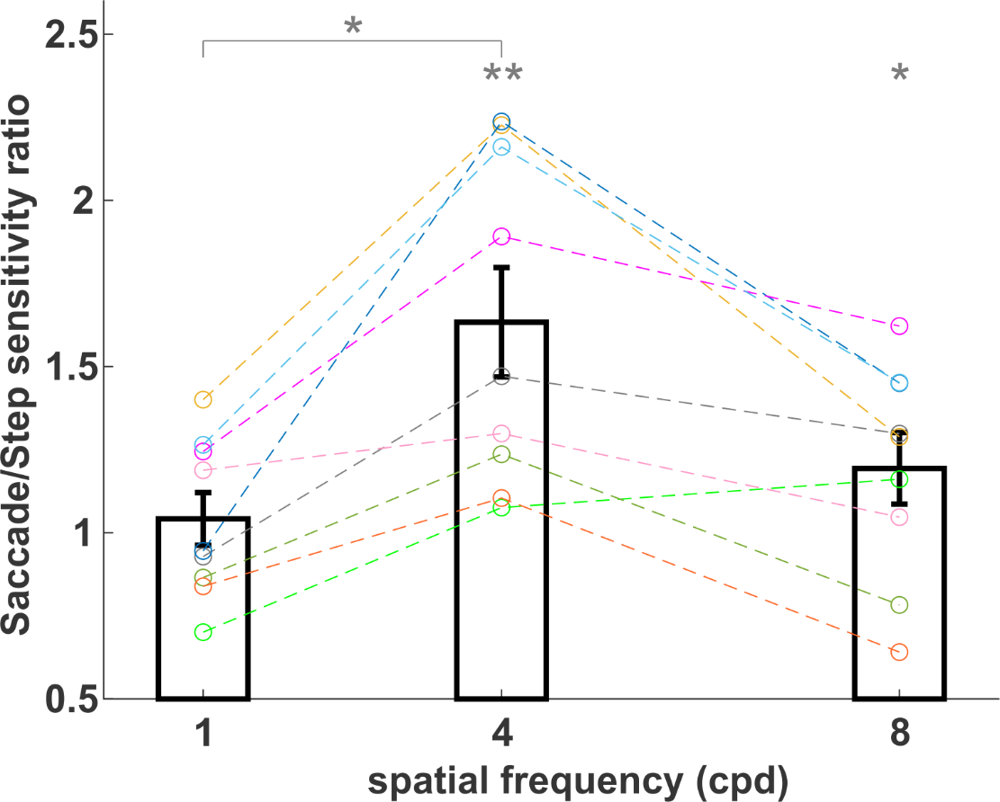 Saccade/Step sensitivity ratio
2.5
2
1.5
1
0.5
*
**
*
1 4 8
spatial frequency (cpd)